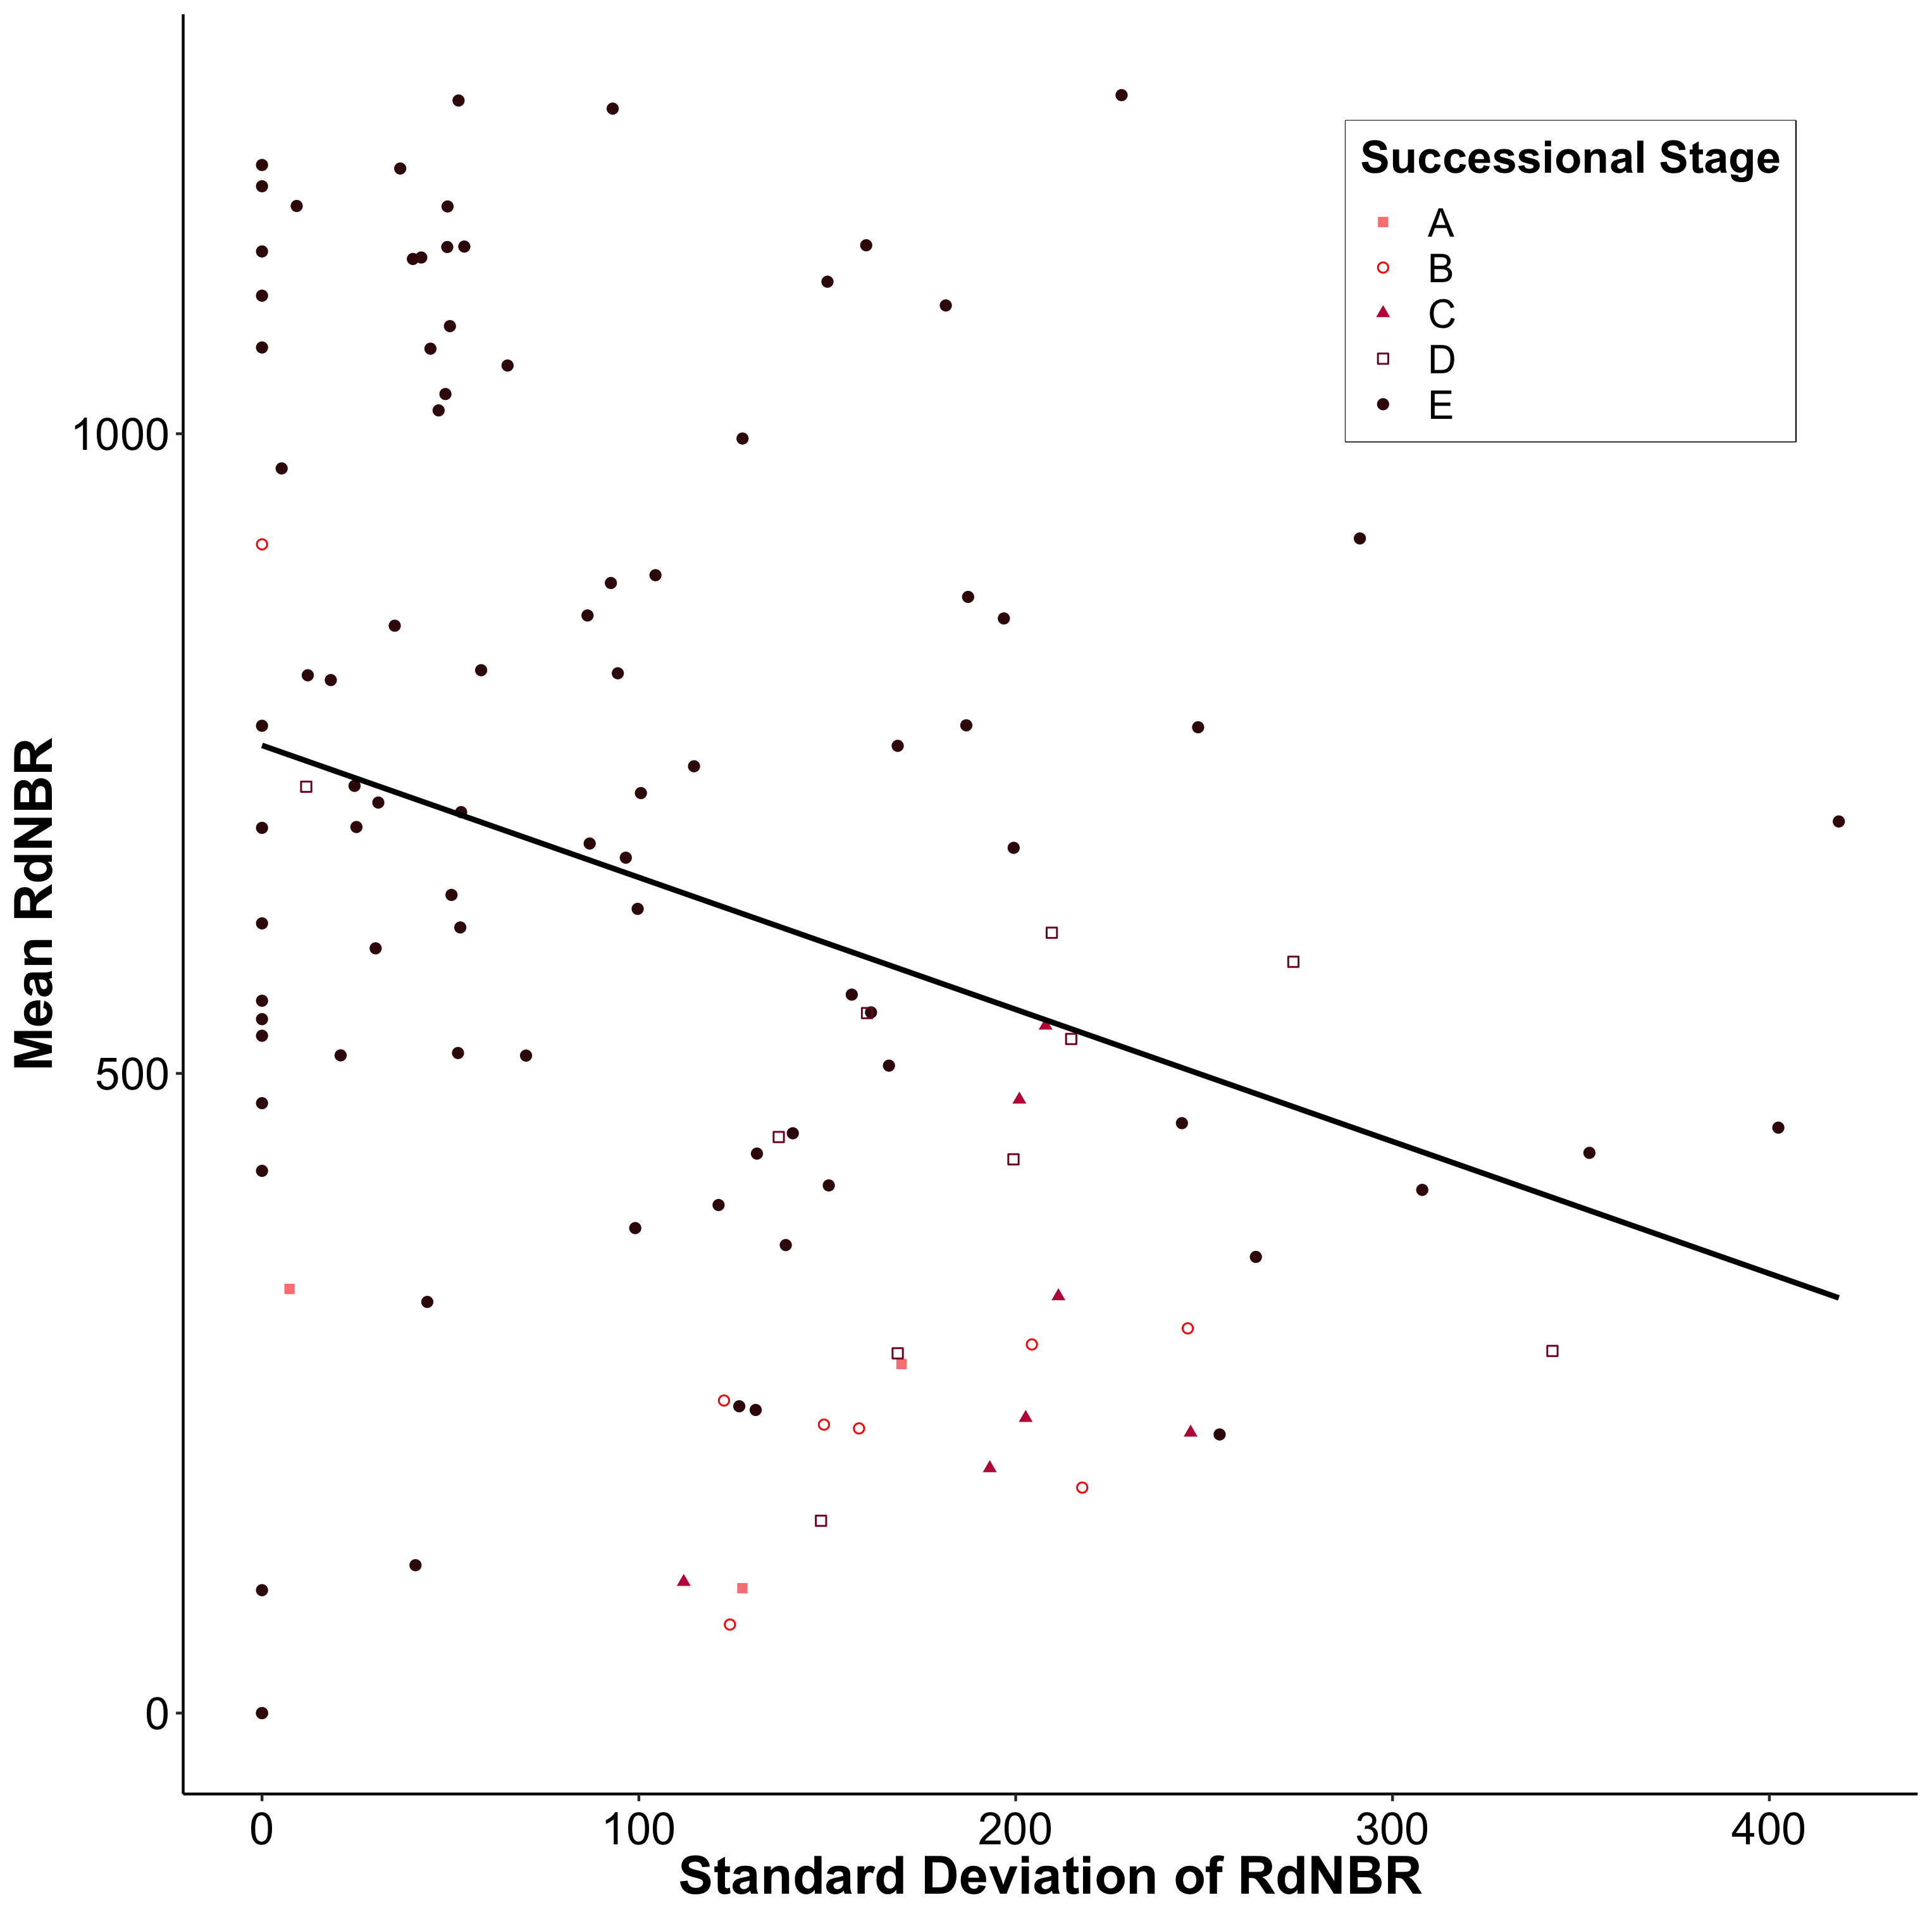 Successional Stage
A
B
C
D
E
Mean RdNBR
1000
500
0
0 100 200 300 400
Standard Deviation of RdNBR